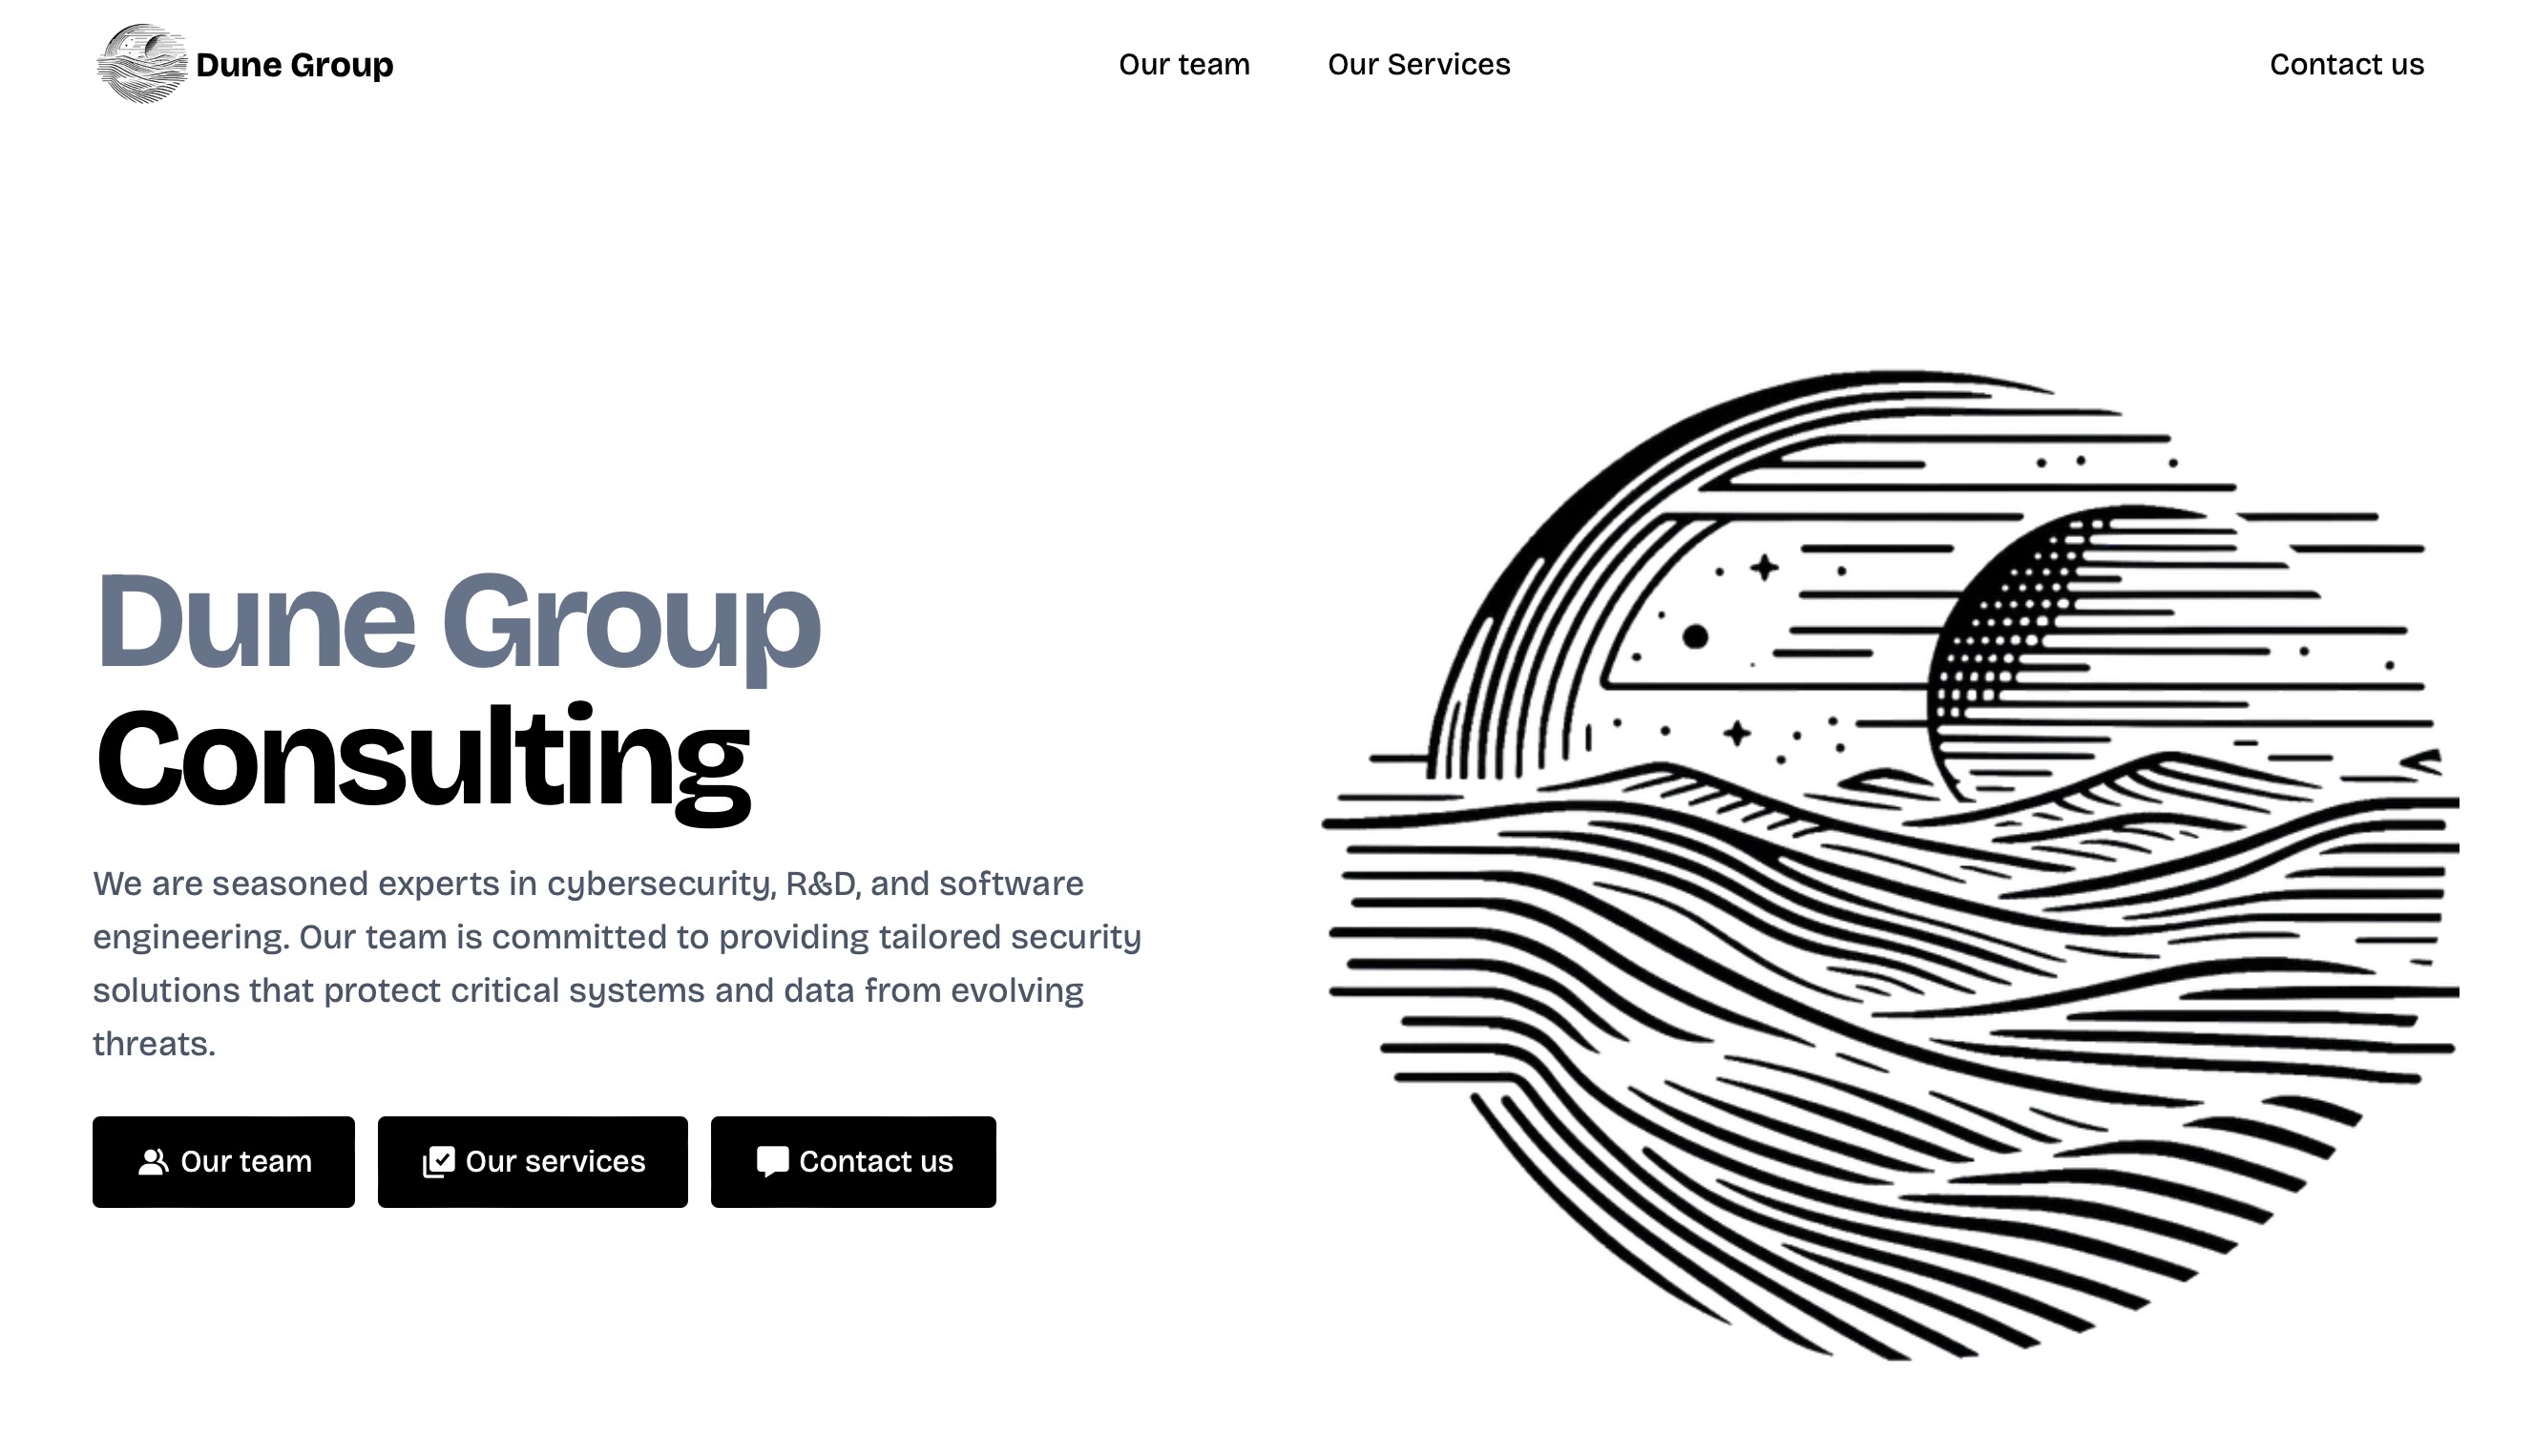 Dune Group
Our team
Our Services
Contact us
Dune Group
Consulting
We are seasoned experts in cybersecurity, R&D, and software
engineering. Our team is committed to providing tailored security
solutions that protect critical systems and data from evolving
threats.
Our team
Our services
Contact us